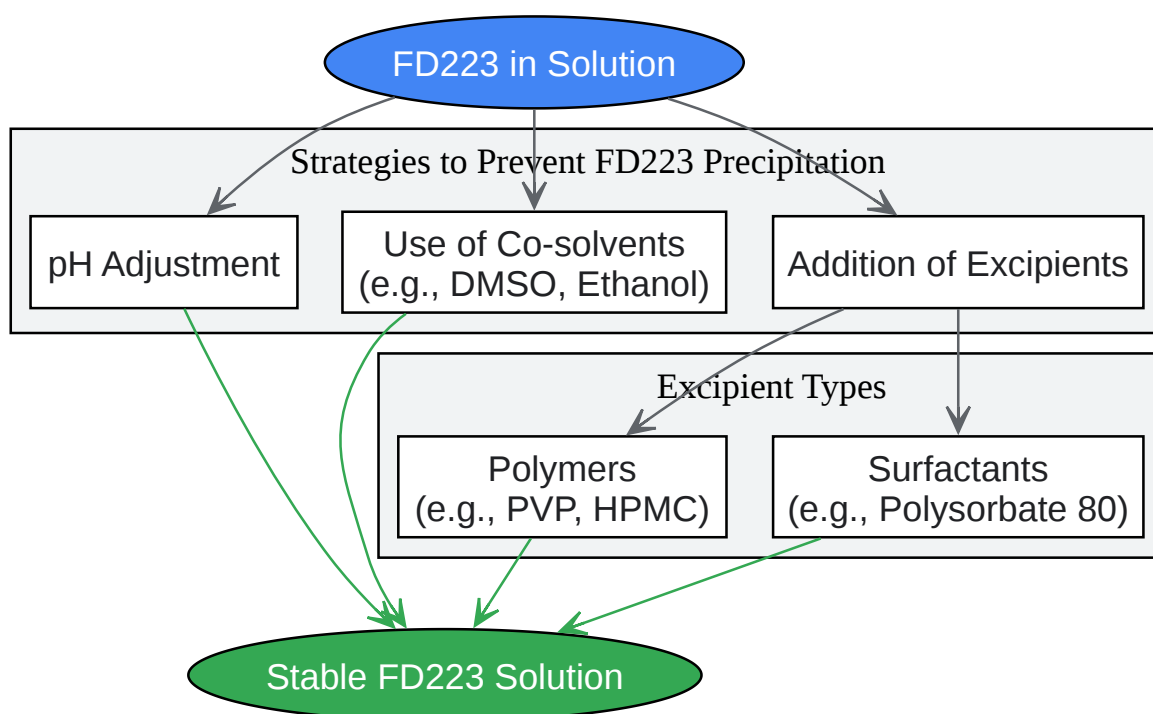 FD223 in Solution
Strategies to Prevent FD223 Precipitation
pH Adjustment
Use of Co-solvents
(e.g., DMSO, Ethanol)
Addition of Excipients
Excipient Types
Polymers
(e.g., PVP, HPMC)
Surfactants
(e.g., Polysorbate 80)
Stable FD223 Solution